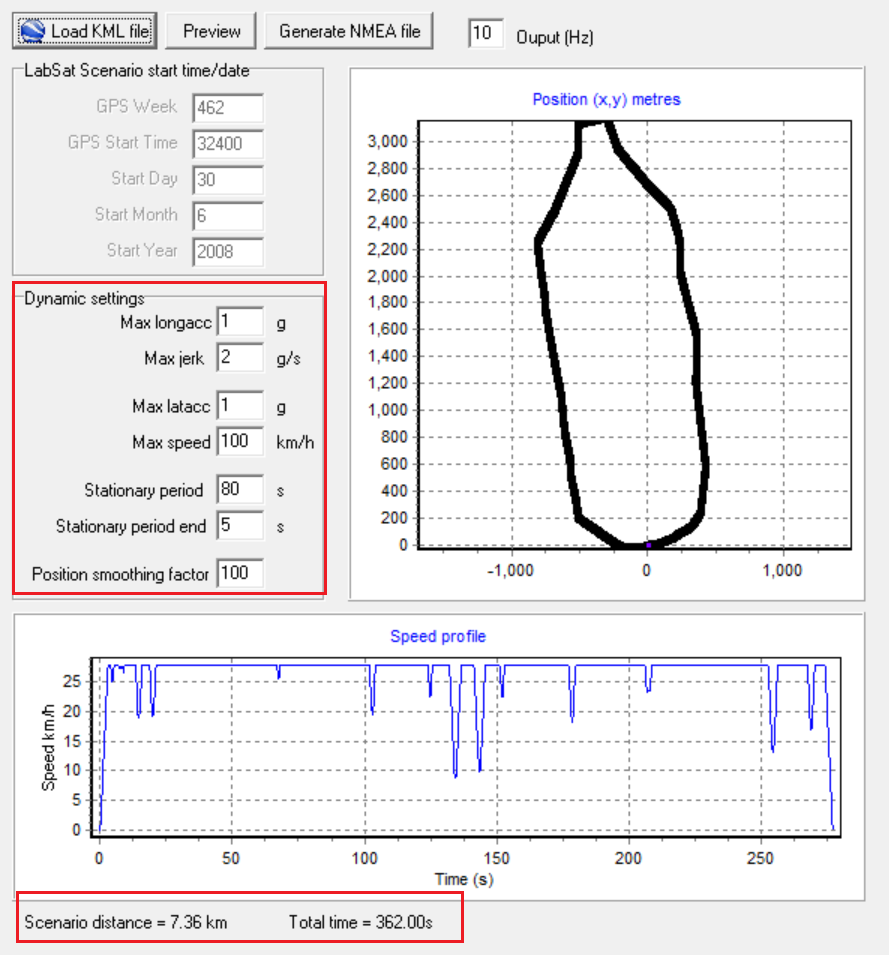 Load KML file Preview Generate NMEA file 10 Ouput (Hz)
LabSat Scenario start time/date
GPS Week 462
GPS Start Time 32400
Start Day 30
Start Month 6
Start Year 2008
Dynamic settings
Max longacc 1 g
Max jerk 2 g/s
Max latacc 1 g
Max speed 100 km/h
Stationary period 80 s
Stationary period end 5 s
Position smoothing factor 100
Position (x,y) metres
3,000
2,800
2,600
2,400
2,200
2,000
1,800
1,600
1,400
1,200
1,000
800
600
400
200
0
-1,000 0 1,000
Speed profile
Speed km/h
25
20
15
10
5
0
0 50 100 150 200 250
Time (s)
Scenario distance = 7.36 km Total time = 362.00s